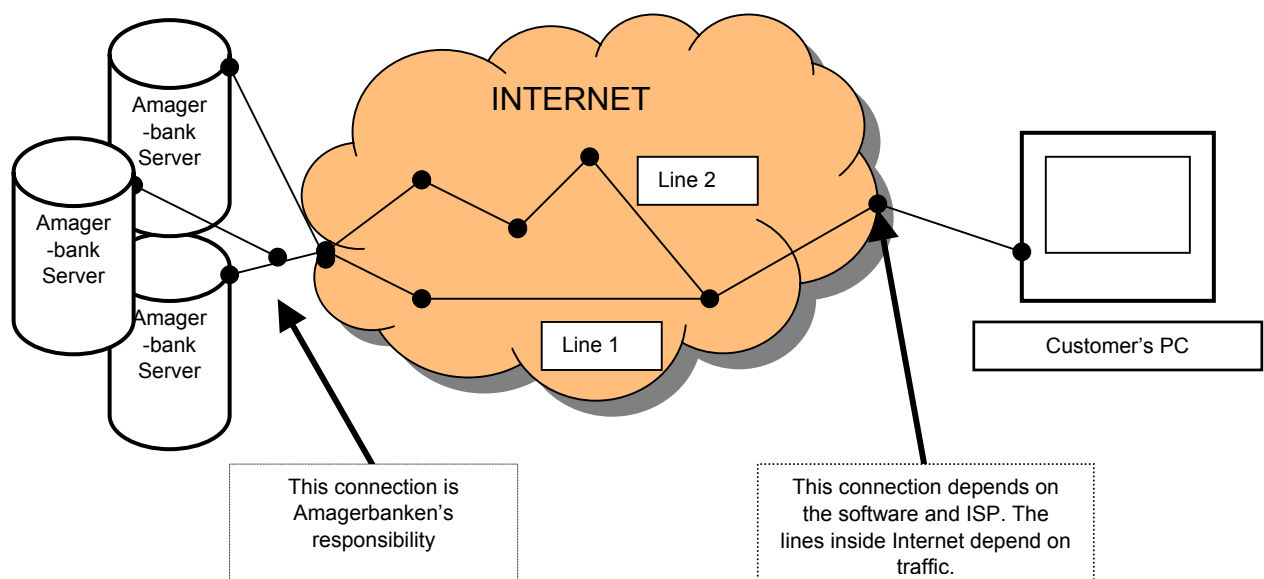 INTERNET
Amager
-bank
Server
Amager
-bank
Server
Amager
-bank
Server
Line 2
Line 1
Customer's PC
This connection is
Amagerbanken's
responsibility
This connection depends on
the software and ISP. The
lines inside Internet depend on
traffic.